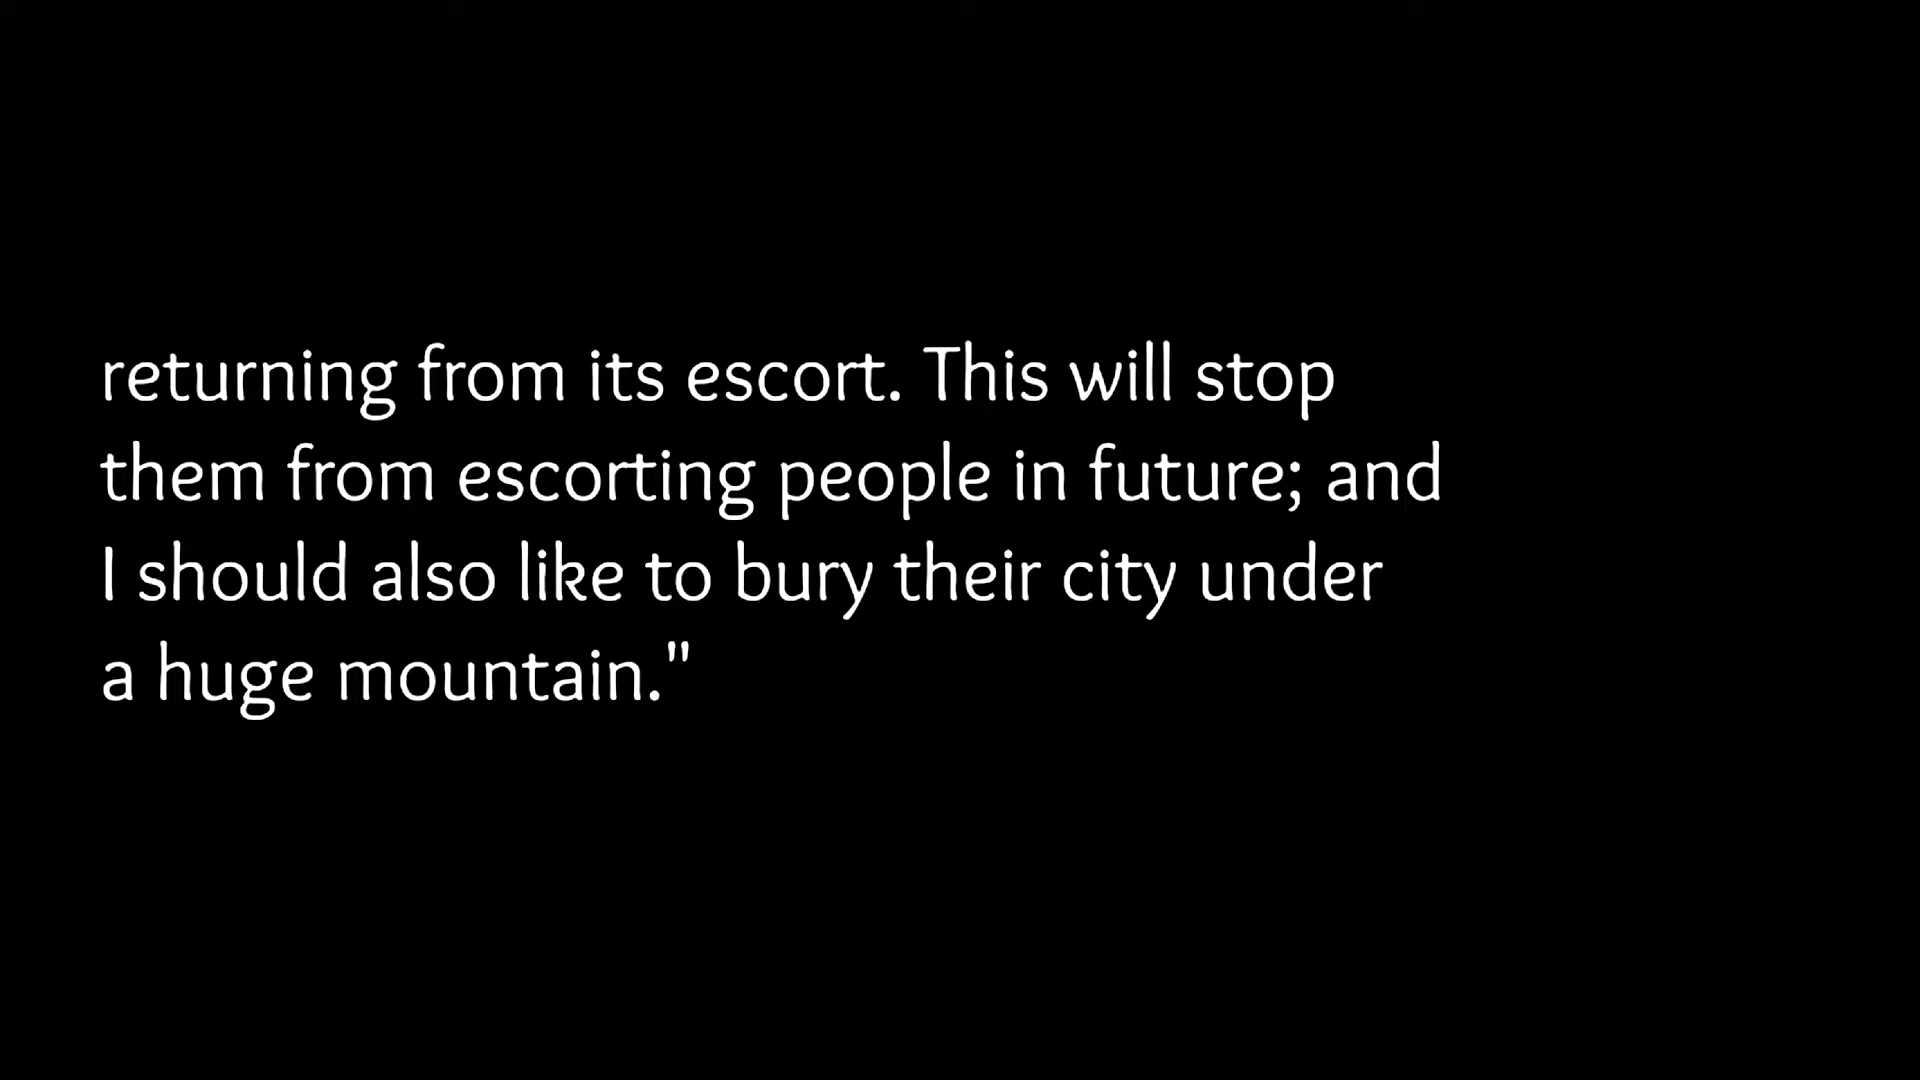 returning from its escort. This will stop
them from escorting people in future; and
I should also like to bury their city under
a huge mountain."